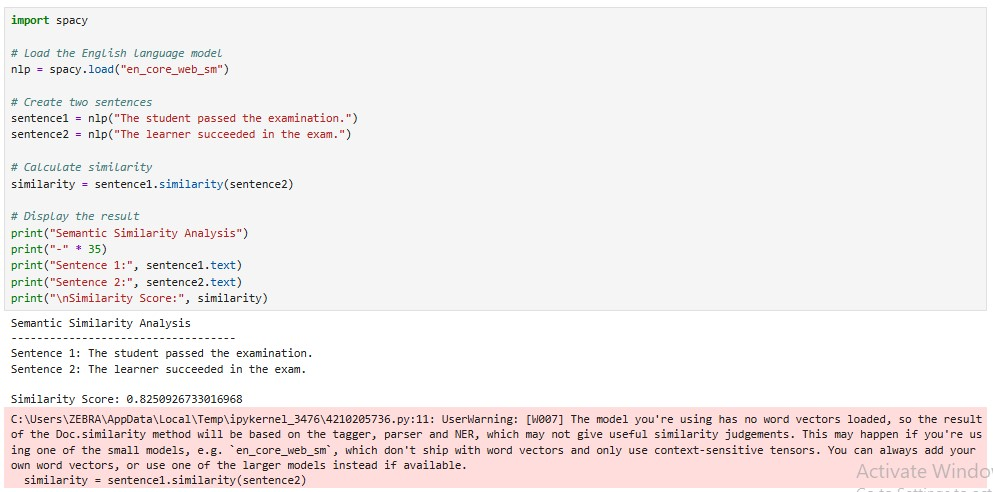 import spacy
# Load the English language model
nlp = spacy.load("en_core_web_sm")
# Create two sentences
sentence1 = nlp("The student passed the examination.")
sentence2 = nlp("The learner succeeded in the exam.")
# Calculate similarity
similarity = sentence1.similarity(sentence2)
# Display the result
print("Semantic Similarity Analysis")
print("-" * 35)
print("Sentence 1:", sentence1.text)
print("Sentence 2:", sentence2.text)
print("\nSimilarity Score:", similarity)
Semantic Similarity Analysis
-----------------------------------
Sentence 1: The student passed the examination.
Sentence 2: The learner succeeded in the exam.
Similarity Score: 0.8250926733016968
C:\Users\ZEBRA\AppData\Local\Temp\ipykernel_3476\4210205736.py:11: UserWarning: [W007] The model you're using has no word vectors loaded, so the result
of the Doc.similarity method will be based on the tagger, parser and NER, which may not give useful similarity judgements. This may happen if you're us
ing one of the small models, e.g. `en_core_web_sm`, which don't ship with word vectors and only use context-sensitive tensors. You can always add your
own word vectors, or use one of the larger models instead if available.
  similarity = sentence1.similarity(sentence2)
Activate Windo